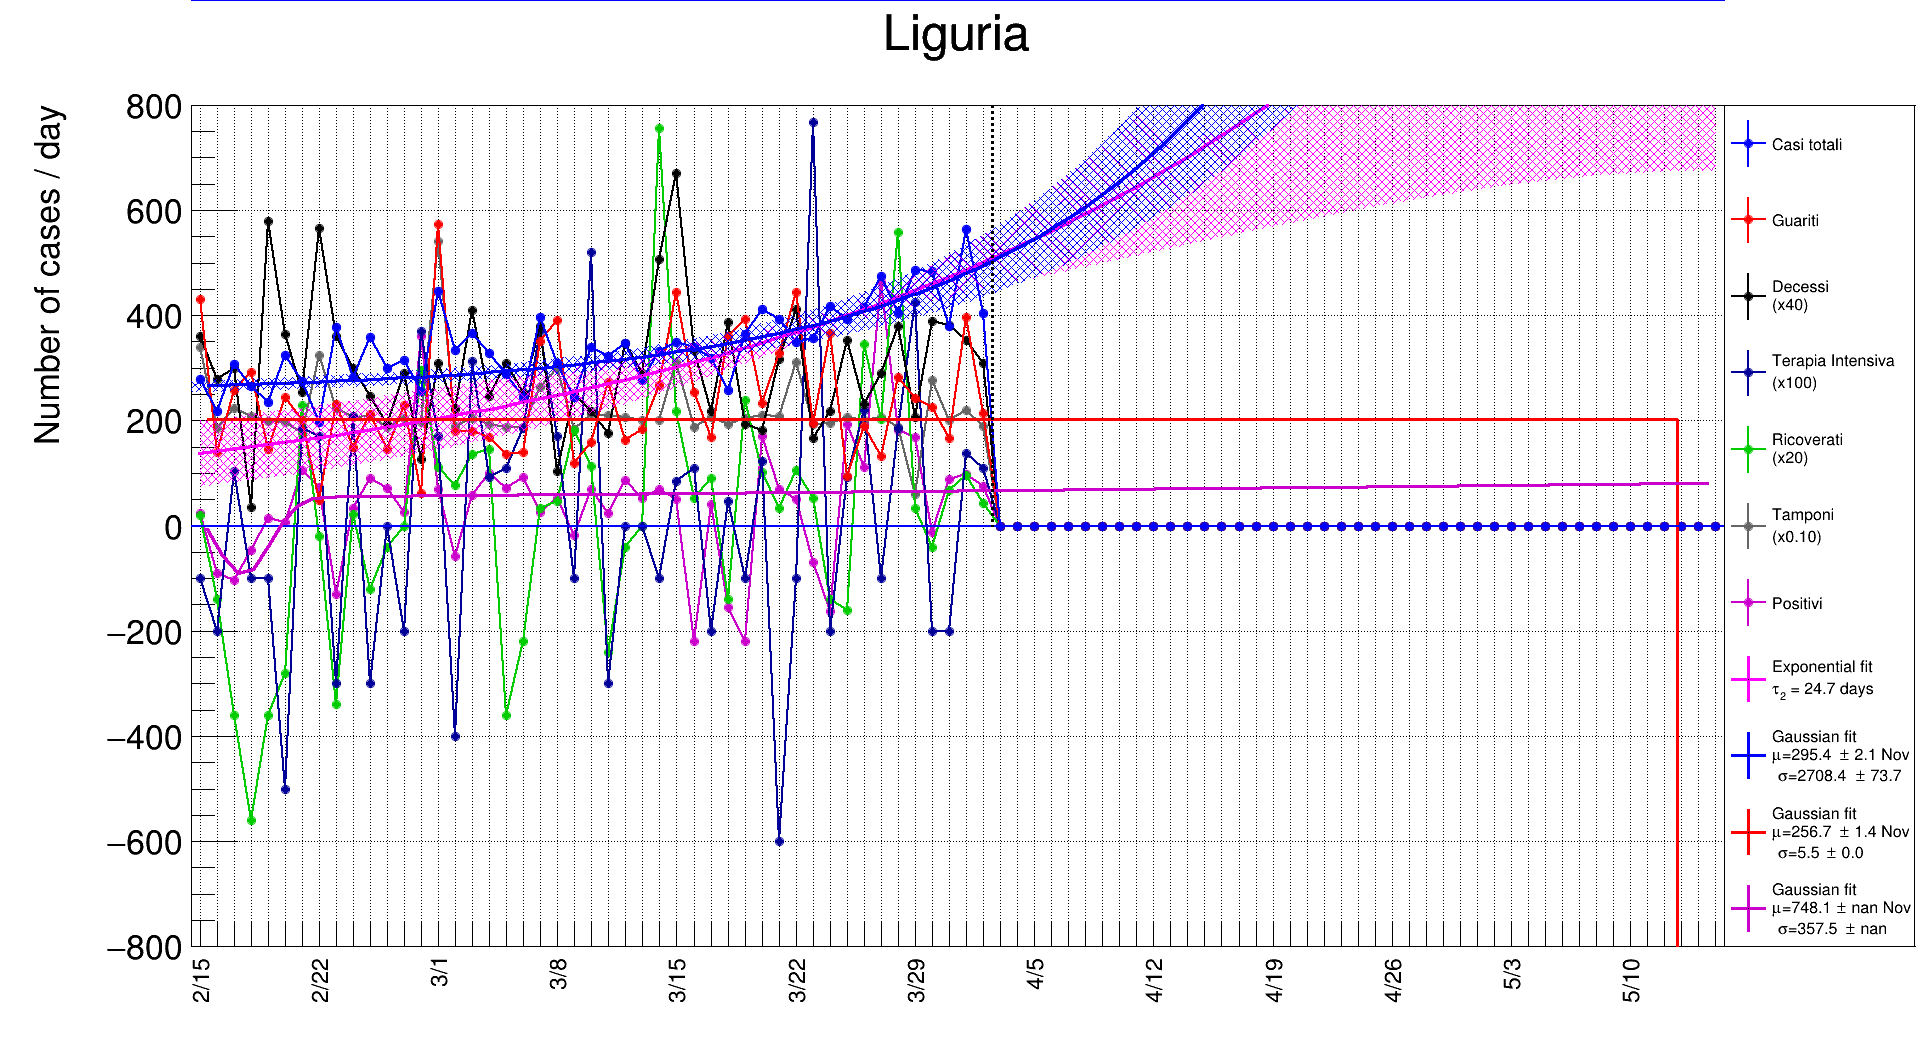 Liguria
Number of cases / day
800
600
400
200
0
−200
−400
−600
−800
2/15
2/22
3/1
3/8
3/15
3/22
3/29
4/5
4/12
4/19
4/26
5/3
5/10
Casi totali
Guariti
Decessi
(x40)
Terapia Intensiva
(x100)
Ricoverati
(x20)
Tamponi
(x0.10)
Positivi
Exponential fit
τ2 = 24.7 days
Gaussian fit
μ=295.4 ± 2.1 Nov
σ=2708.4 ± 73.7
Gaussian fit
μ=256.7 ± 1.4 Nov
σ=5.5 ± 0.0
Gaussian fit
μ=748.1 ± nan Nov
σ=357.5 ± nan